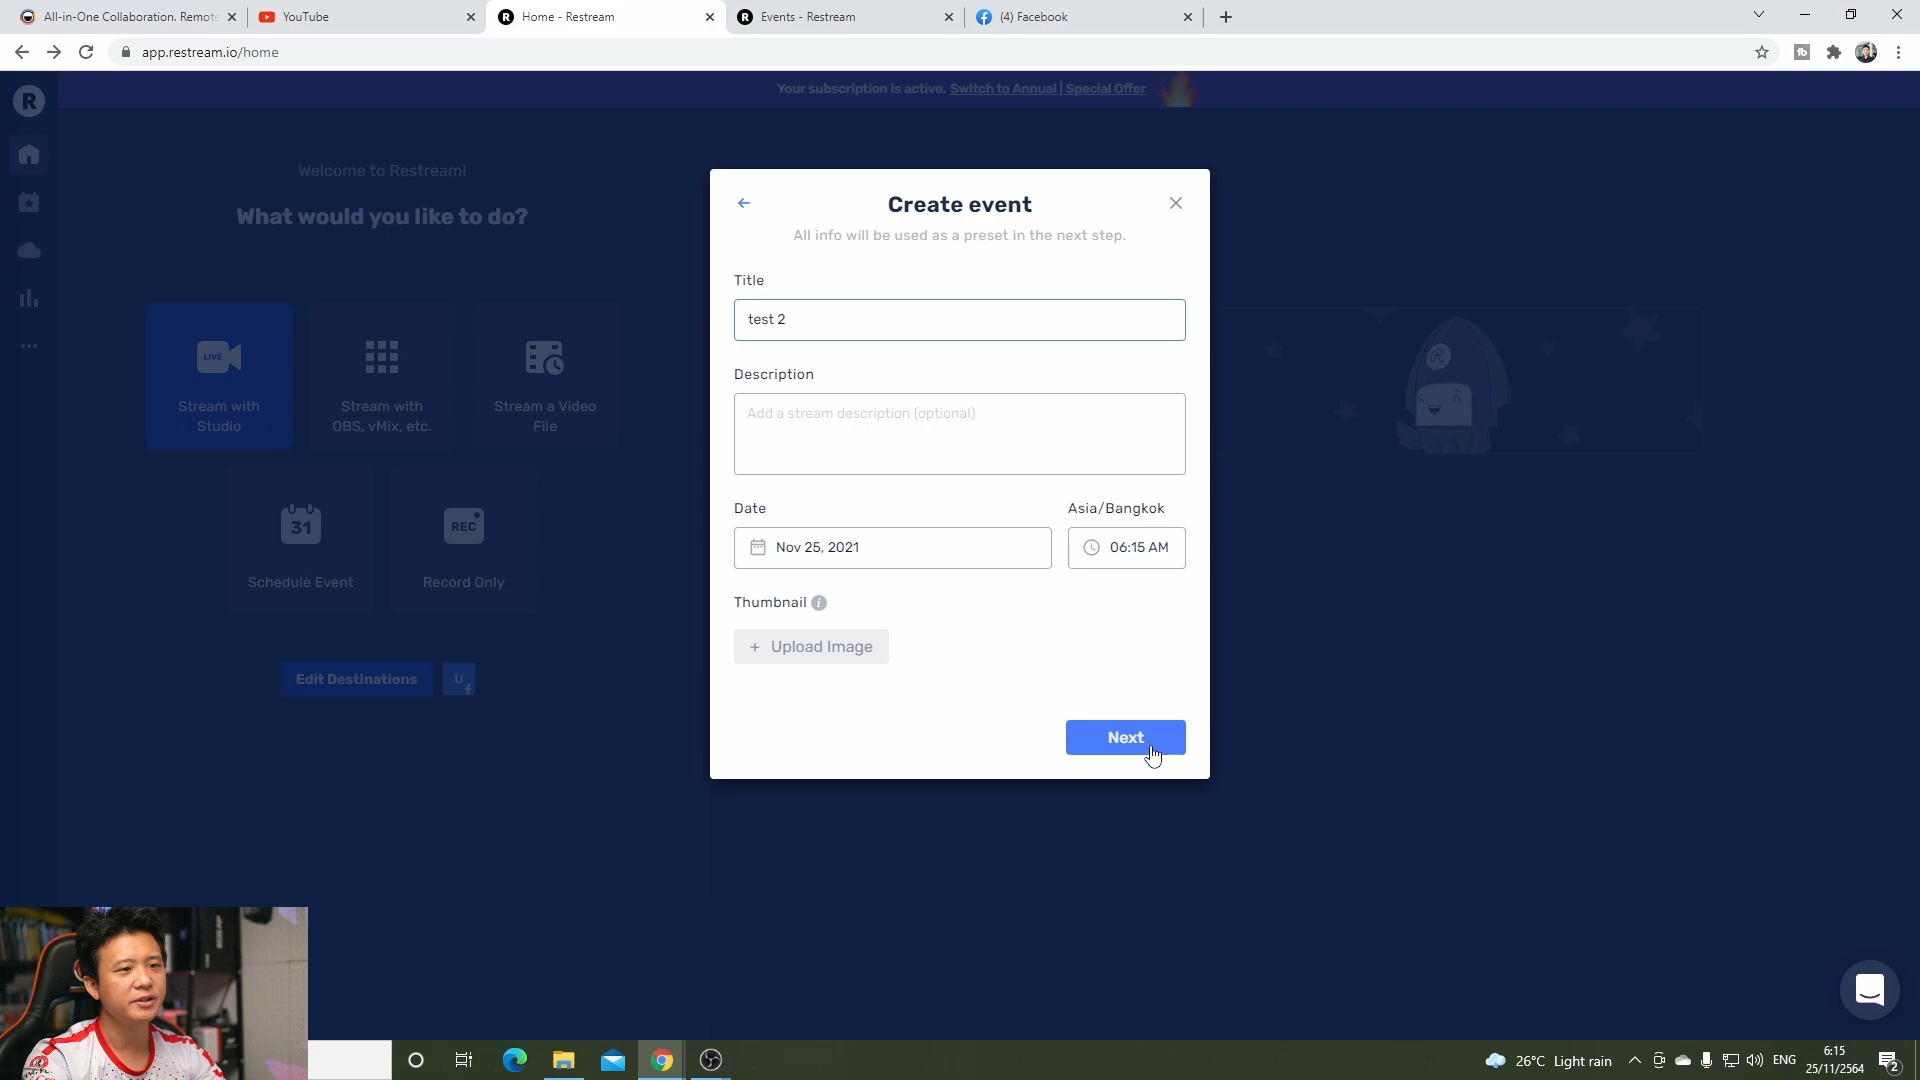 All-in-One Collaboration. Remote
YouTube
Home - Restream
Events - Restream
(4) Facebook
app.restream.io/home
Your subscription is active. Switch to Annual | Special Offer
R
Welcome to Restream!
What would you like to do?
LIVE
Stream with
Studio
Stream with
OBS, vMix, etc.
Stream a Video
File
31
Schedule Event
REC
Record Only
Edit Destinations
U
Create event
All info will be used as a preset in the next step.
Title
test 2
Description
Add a stream description (optional)
Date
Asia/Bangkok
Nov 25, 2021
06:15 AM
Thumbnail
+ Upload Image
Next
26°C Light rain
ENG
6:15
25/11/2564
2